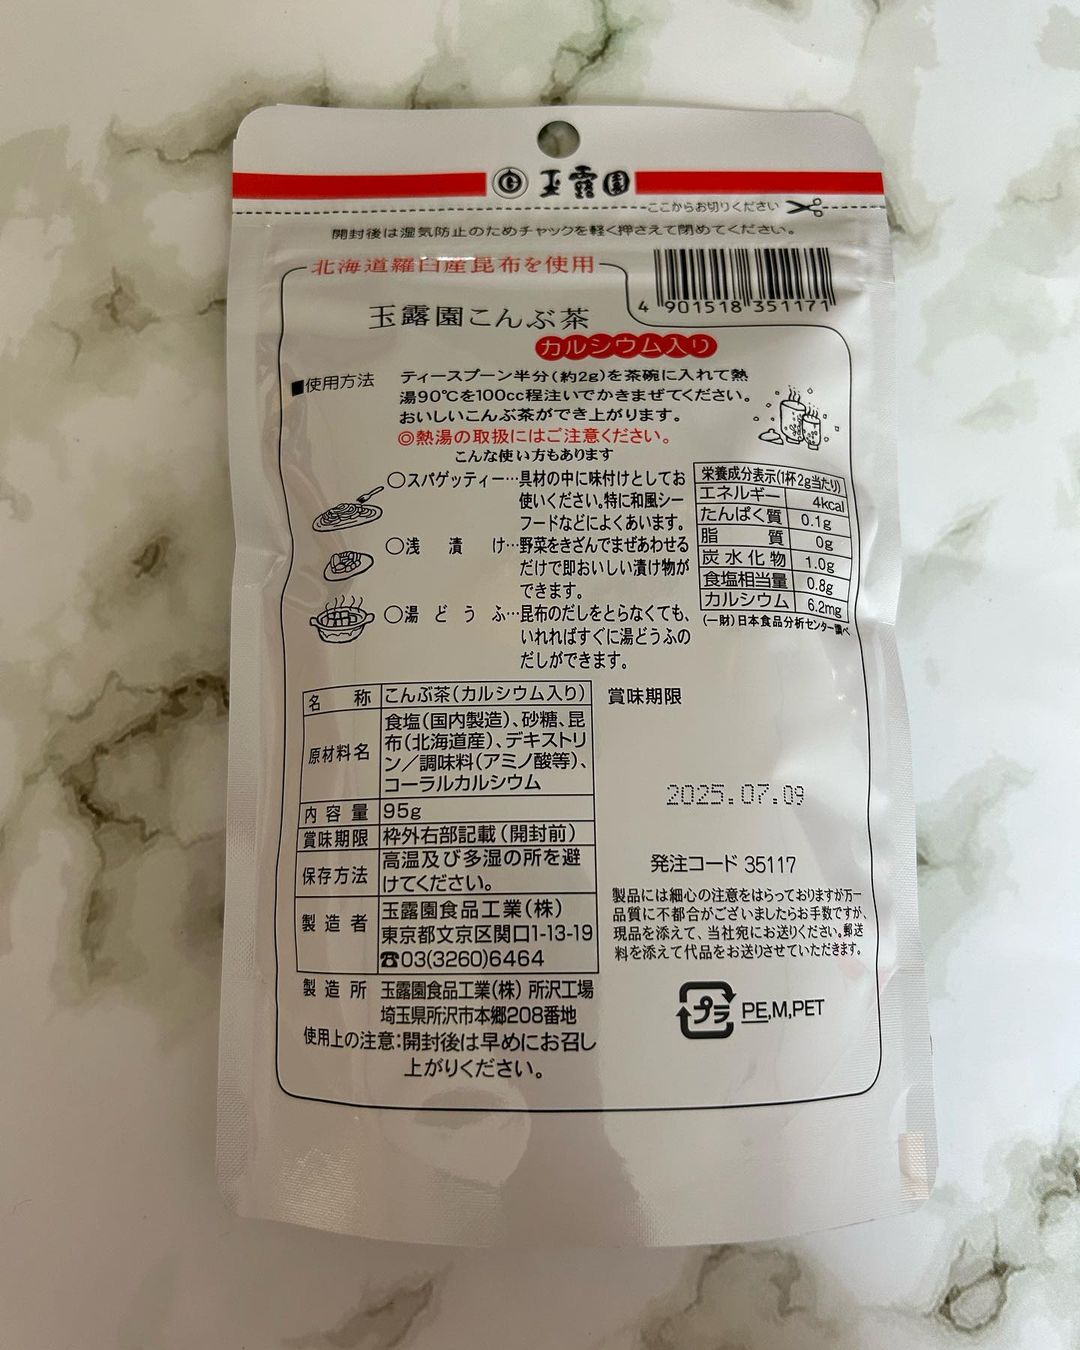 玉露園
ここからお切りください
開封後は湿気防止のためチャックを軽く押さえて閉めてください。
北海道羅臼産昆布を使用
4 901518 351171
玉露園こんぶ茶
カルシウム入り
■使用方法
ティースプーン半分(約2g)を茶碗に入れて熱
湯90℃を100cc程注いでかきまぜてください。
おいしいこんぶ茶ができ上がります。
◎熱湯の取扱にはご注意ください。
こんな使い方もあります
○スパゲッティー…具材の中に味付けとしてお
使いください。特に和風シー
フードなどによくあいます。
○浅漬け…野菜をきざんでまぜあわせる
だけで即おいしい漬け物が
できます。
○湯どうふ…昆布のだしをとらなくても、
いれればすぐに湯どうふの
だしができます。
栄養成分表示(1杯2g当たり)
エネルギー 4kcal
たんぱく質 0.1g
脂質 0g
炭水化物 1.0g
食塩相当量 0.8g
カルシウム 6.2mg
(一財)日本食品分析センター調べ
名称 こんぶ茶(カルシウム入り)
原材料名 食塩(国内製造)、砂糖、昆
布(北海道産)、デキストリ
ン/調味料(アミノ酸等)、
コーラルカルシウム
内容量 95g
賞味期限 枠外右部記載(開封前)
保存方法 高温及び多湿の所を避
けてください。
製造者 玉露園食品工業(株)
東京都文京区関口1-13-19
☎03(3260)6464
製造所 玉露園食品工業(株) 所沢工場
埼玉県所沢市本郷208番地
使用上の注意:開封後は早めにお召し
上がりください。
賞味期限
2025.07.09
発注コード 35117
製品には細心の注意をはらっておりますが万一
品質に不都合がございましたらお手数ですが、
現品を添えて、当社宛にお送りください。郵送
料を添えて代品をお送りさせていただきます。
プラ PE,M,PET